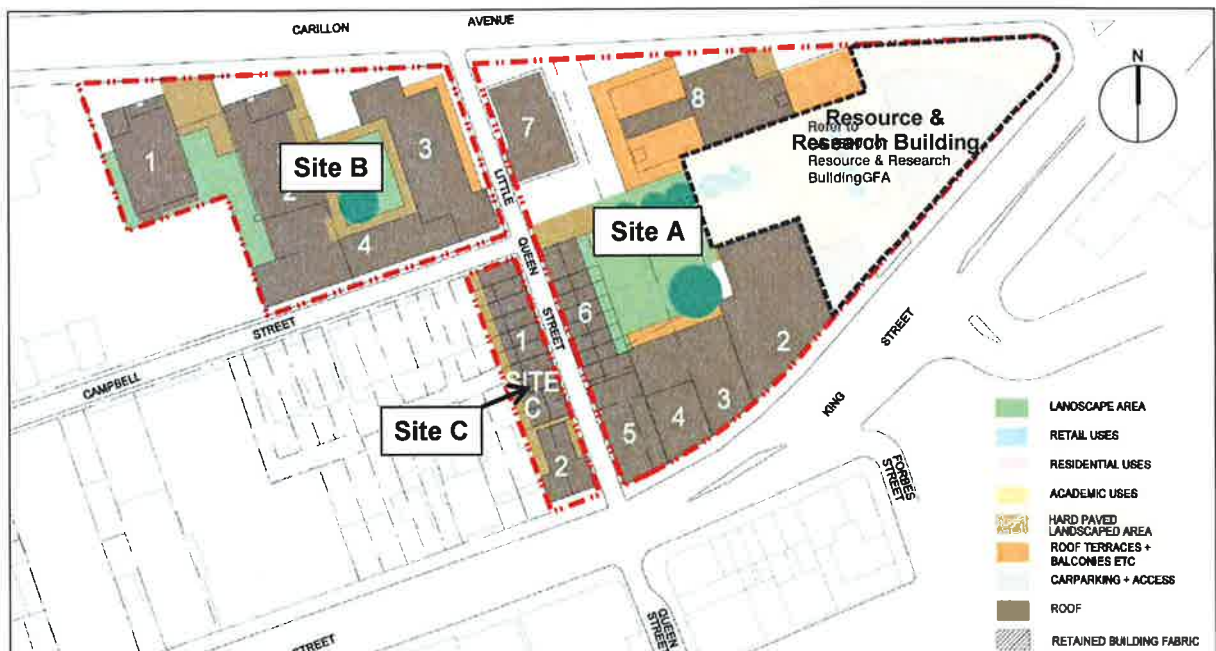 CARILLON AVENUE
N
1
2
3
4
Site B
LITTLE
QUEEN
STREET
7
8
Resource &
Research Building
Refer to
Resource & Research
BuildingGFA
Site A
6
2
3
4
5
1
SITE
C
2
Site C
CAMPBELL
STREET
KING
STREET
FORBES
STREET
QUEEN
STREET
STREET
LANDSCAPE AREA
RETAIL USES
RESIDENTIAL USES
ACADEMIC USES
HARD PAVED
LANDSCAPED AREA
ROOF TERRACES +
BALCONIES ETC
CARPARKING + ACCESS
ROOF
RETAINED BUILDING FABRIC